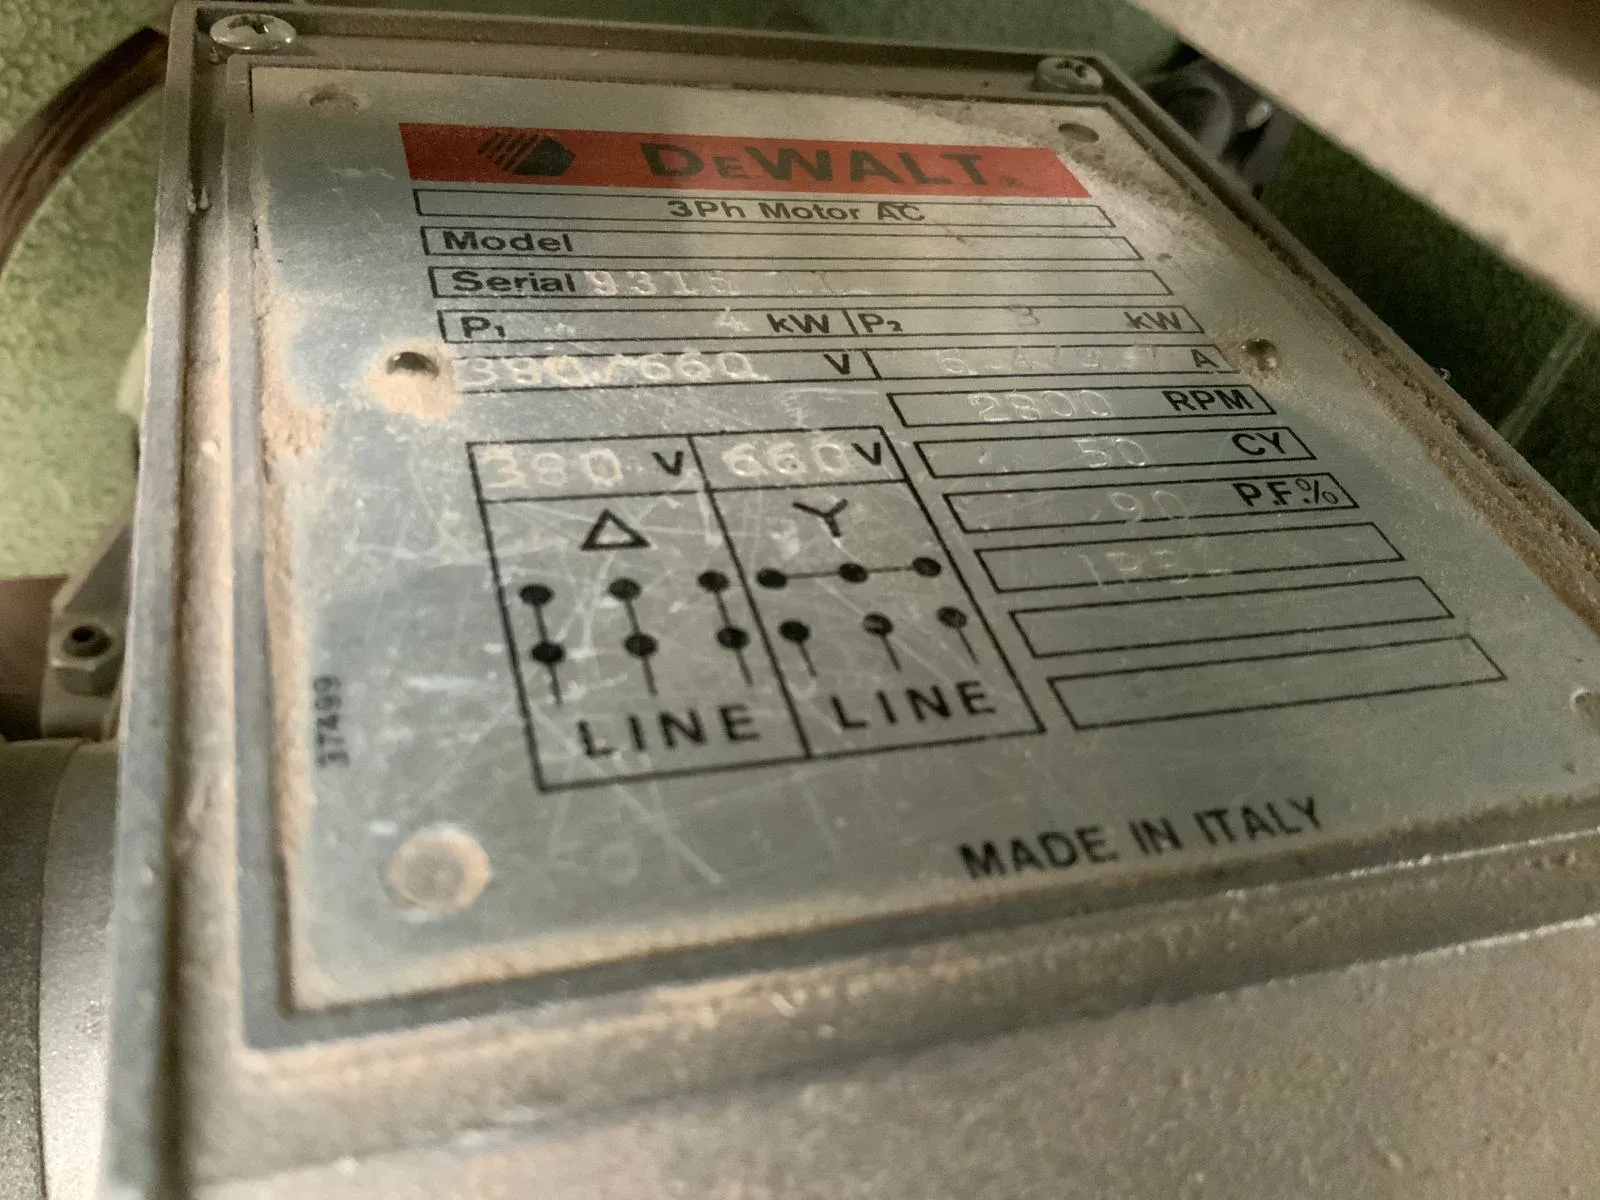 DEWALT®
3Ph Motor AC
Model
Serial 9315
P1 4 kW P2 3 kW
380/660 V A
2800 RPM
50 CY
90 P.F.%
380 V 660 V
Δ Y
LINE LINE
37499
MADE IN ITALY